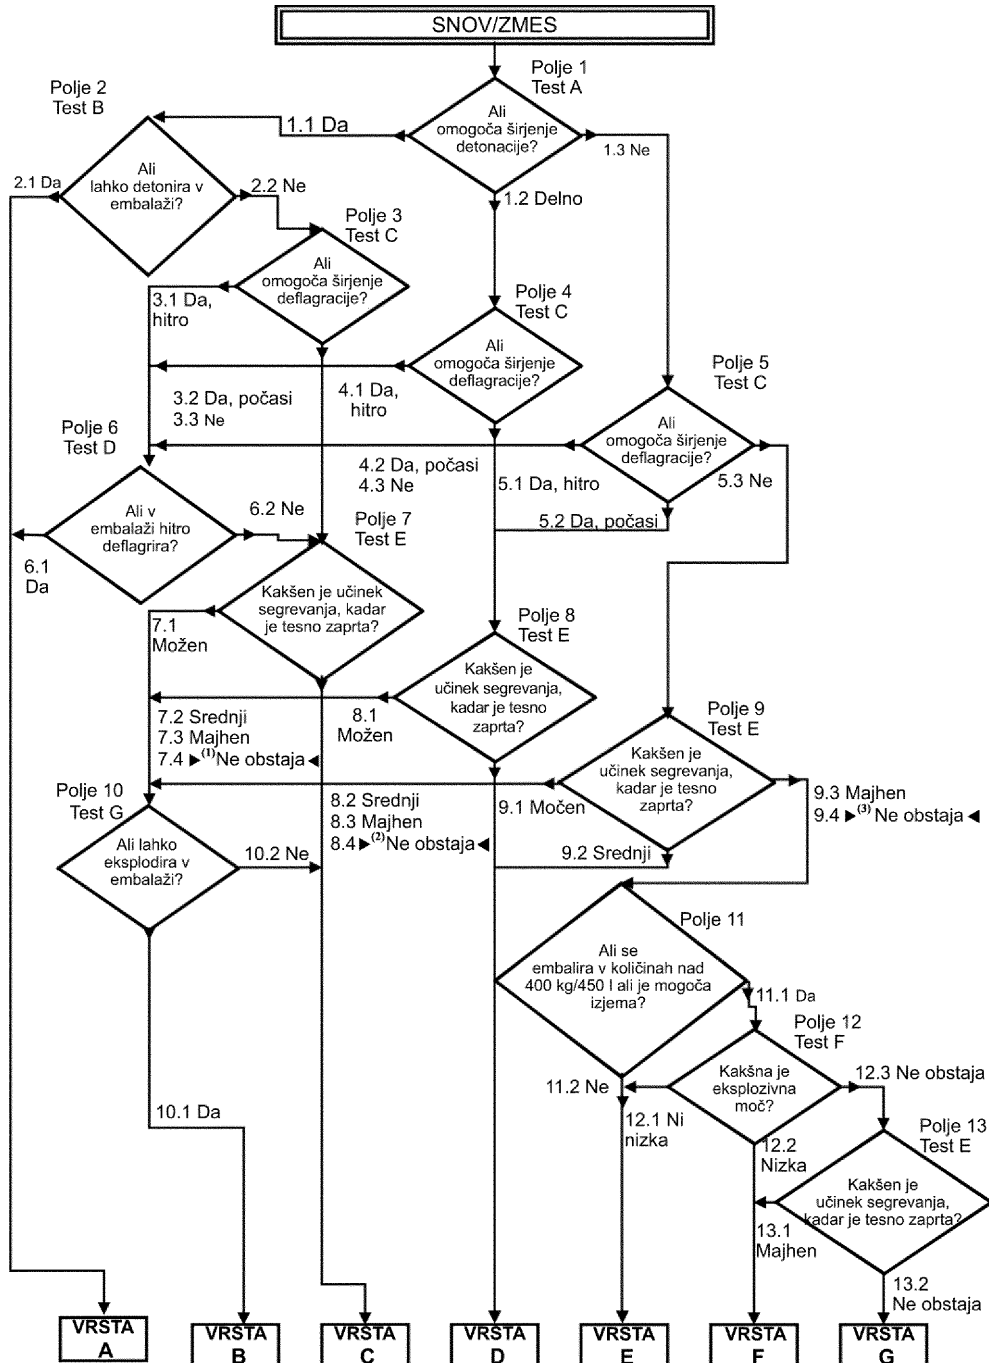 SNOV/ZMES
Polje 1
Test A
Ali
omogoča širjenje
detonacije?
1.1 Da
1.3 Ne
1.2 Delno
Polje 2
Test B
Ali
lahko detonira v
embalaži?
2.1 Da
2.2 Ne
Polje 3
Test C
Ali
omogoča širjenje
deflagracije?
3.1 Da,
hitro
3.2 Da, počasi
3.3 Ne
Polje 4
Test C
Ali
omogoča širjenje
deflagracije?
4.1 Da,
hitro
4.2 Da, počasi
4.3 Ne
Polje 5
Test C
Ali
omogoča širjenje
deflagracije?
5.1 Da, hitro
5.3 Ne
5.2 Da, počasi
Polje 6
Test D
Ali v
embalaži hitro
deflagrira?
6.2 Ne
6.1
Da
Polje 7
Test E
Kakšen je učinek
segrevanja, kadar
je tesno zaprta?
7.1
Možen
7.2 Srednji
7.3 Majhen
7.4 ►(1)Ne obstaja ◄
Polje 8
Test E
Kakšen je
učinek segrevanja,
kadar je tesno
zaprta?
8.1
Možen
8.2 Srednji
8.3 Majhen
8.4 ►(2)Ne obstaja ◄
Polje 9
Test E
Kakšen je
učinek segrevanja,
kadar je tesno
zaprta?
9.1 Močen
9.2 Srednji
9.3 Majhen
9.4 ►(3) Ne obstaja ◄
Polje 10
Test G
Ali lahko
eksplodira v
embalaži?
10.2 Ne
10.1 Da
Polje 11
Ali se
embalira v količinah nad
400 kg/450 l ali je mogoča
izjema?
11.1 Da
11.2 Ne
Polje 12
Test F
Kakšna je
eksplozivna
moč?
12.3 Ne obstaja
12.1 Ni
nizka
12.2
Nizka
Polje 13
Test E
Kakšen je
učinek segrevanja,
kadar je tesno zaprta?
13.1
Majhen
13.2
Ne obstaja
VRSTA
A
VRSTA
B
VRSTA
C
VRSTA
D
VRSTA
E
VRSTA
F
VRSTA
G